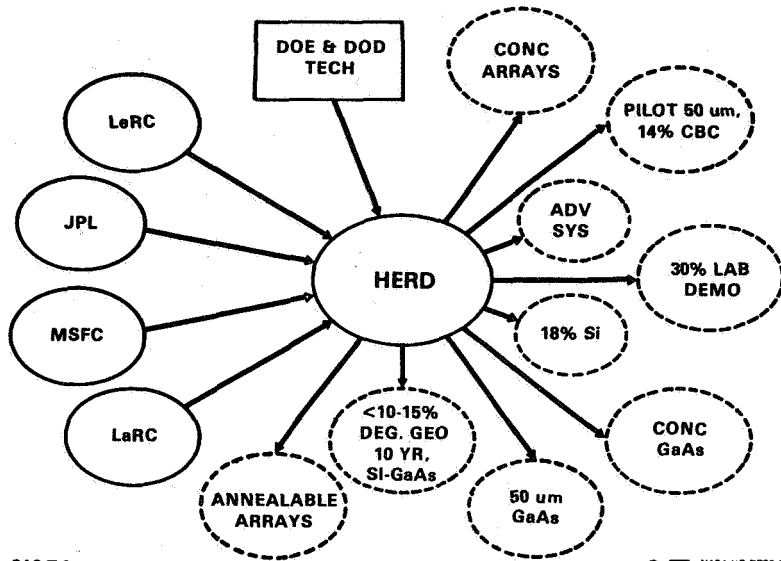 DOE & DOD
TECH
CONC
ARRAYS
LeRC
PILOT 50 um,
14% CBC
JPL
ADV
SYS
HERD
30% LAB
DEMO
MSFC
18% Si
LaRC
<10-15%
DEG. GEO
10 YR,
SI-GaAs
CONC
GaAs
ANNEALABLE
ARRAYS
50 um
GaAs